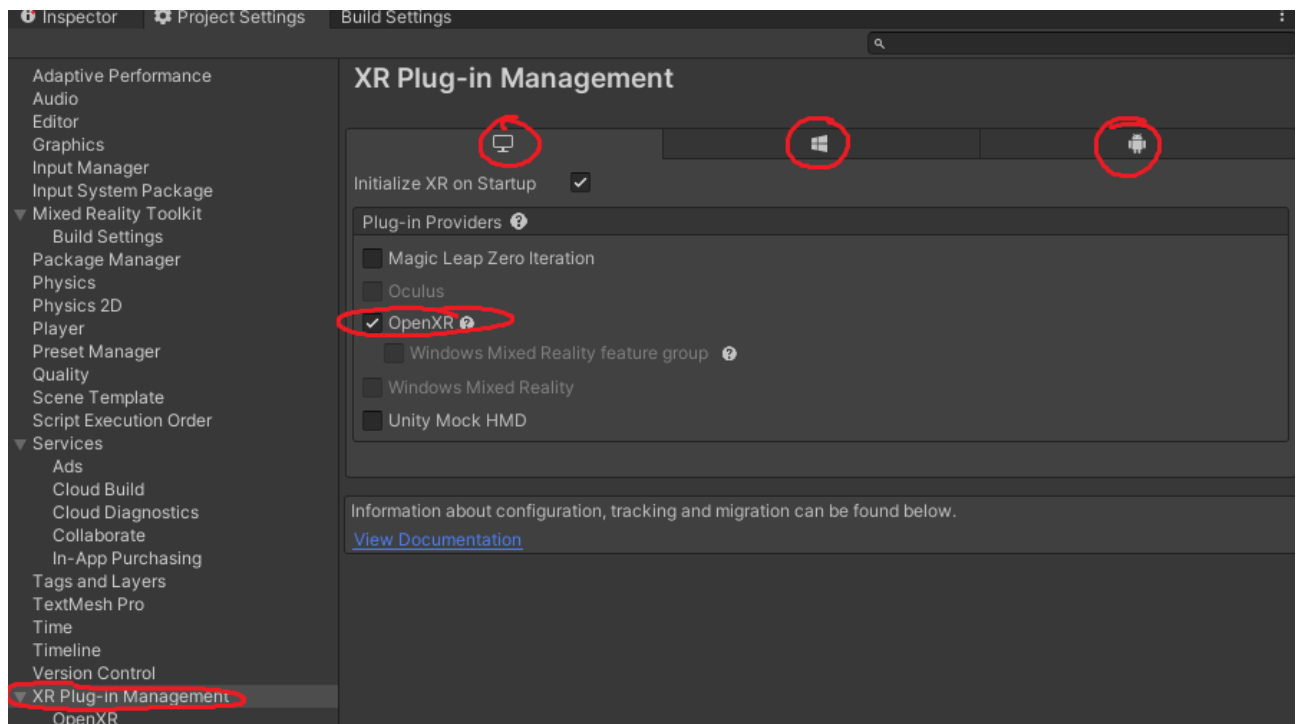 Inspector Project Settings Build Settings
Adaptive Performance
Audio
Editor
Graphics
Input Manager
Input System Package
Mixed Reality Toolkit
Build Settings
Package Manager
Physics
Physics 2D
Player
Preset Manager
Quality
Scene Template
Script Execution Order
Services
Ads
Cloud Build
Cloud Diagnostics
Collaborate
In-App Purchasing
Tags and Layers
TextMesh Pro
Time
Timeline
Version Control
XR Plug-in Management
OpenXR
XR Plug-in Management
Initialize XR on Startup
Plug-in Providers
Magic Leap Zero Iteration
Oculus
OpenXR
Windows Mixed Reality feature group
Windows Mixed Reality
Unity Mock HMD
Information about configuration, tracking and migration can be found below.
View Documentation